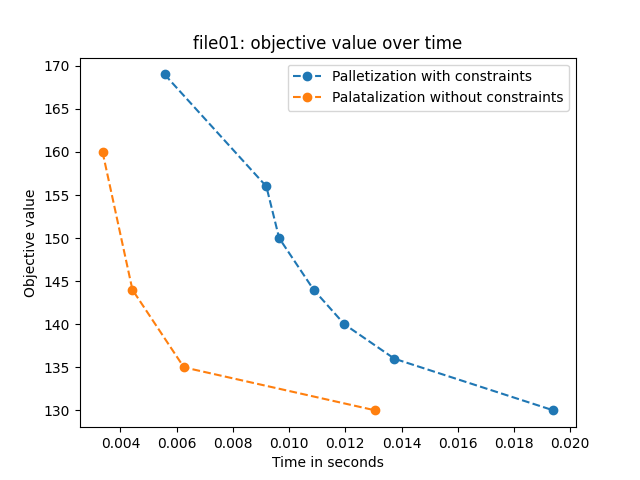 file01: objective value over time
Palletization with constraints
Palatalization without constraints
Objective value
170
165
160
155
150
145
140
135
130
0.004 0.006 0.008 0.010 0.012 0.014 0.016 0.018 0.020
Time in seconds